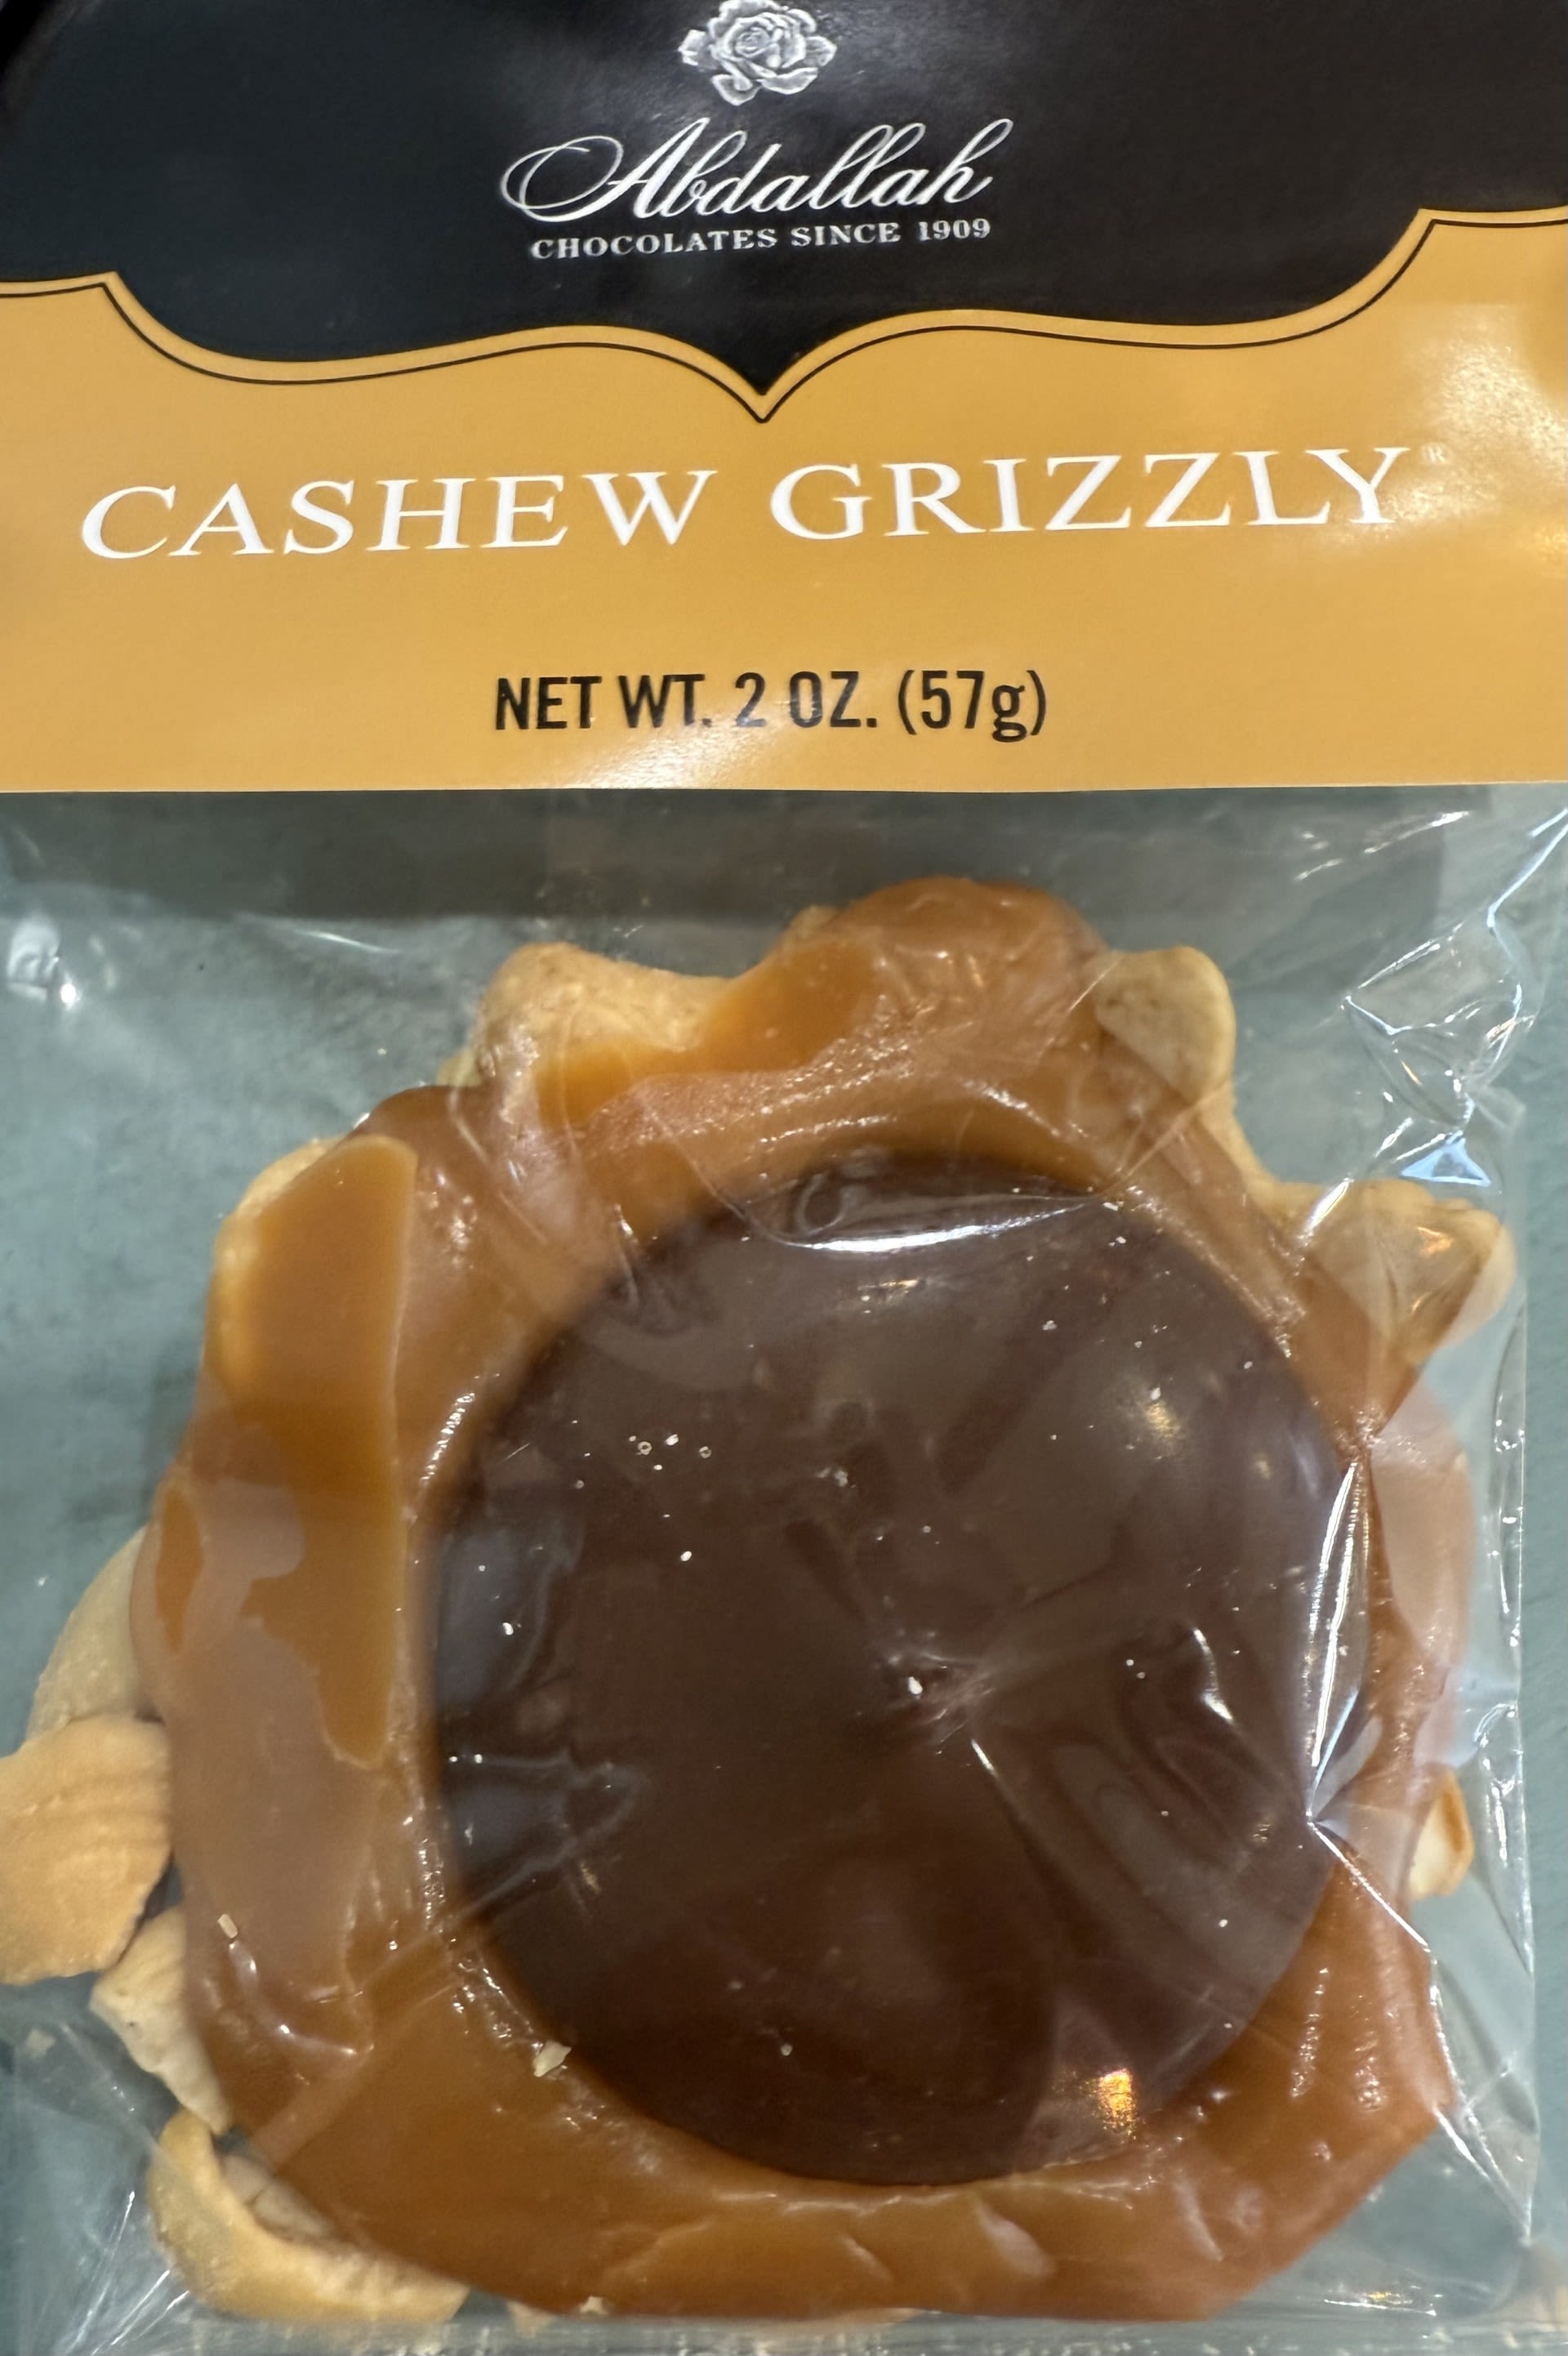 Abdallah
CHOCOLATES SINCE 1909
CASHEW GRIZZLY®
NET WT. 2 OZ. (57g)